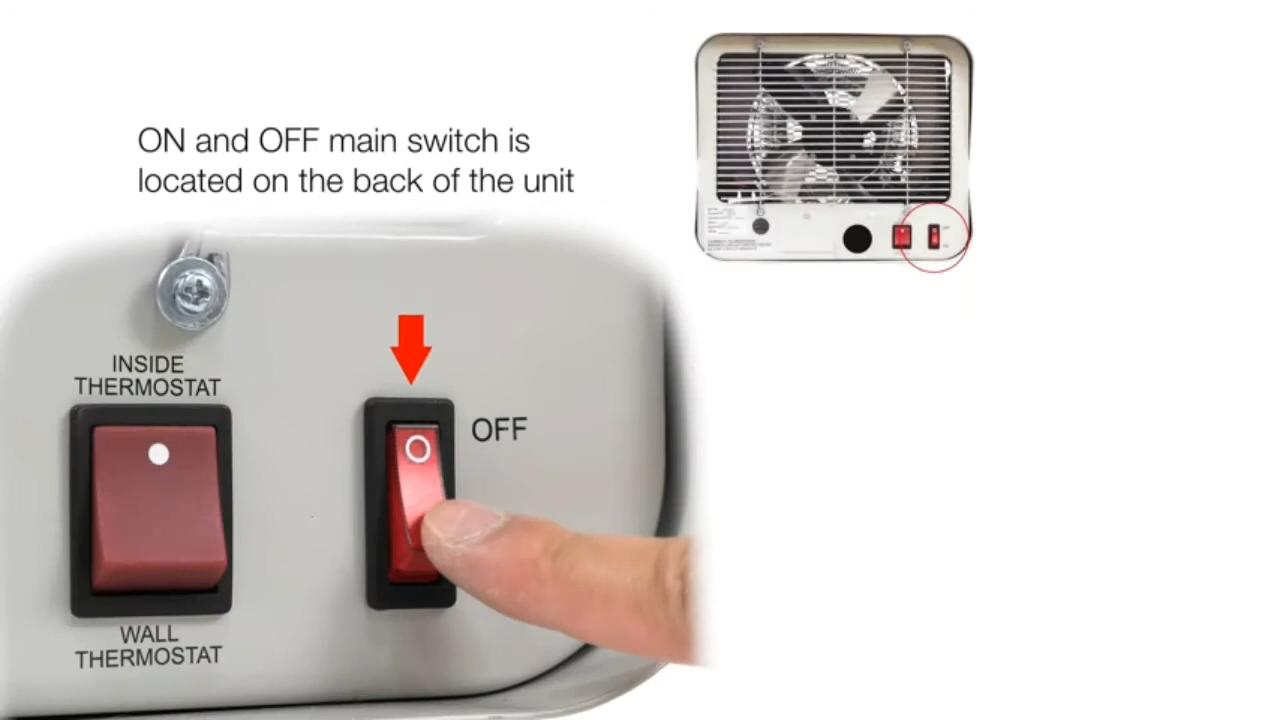 ON and OFF main switch is
located on the back of the unit
INSIDE
THERMOSTAT
OFF
WALL
THERMOSTAT